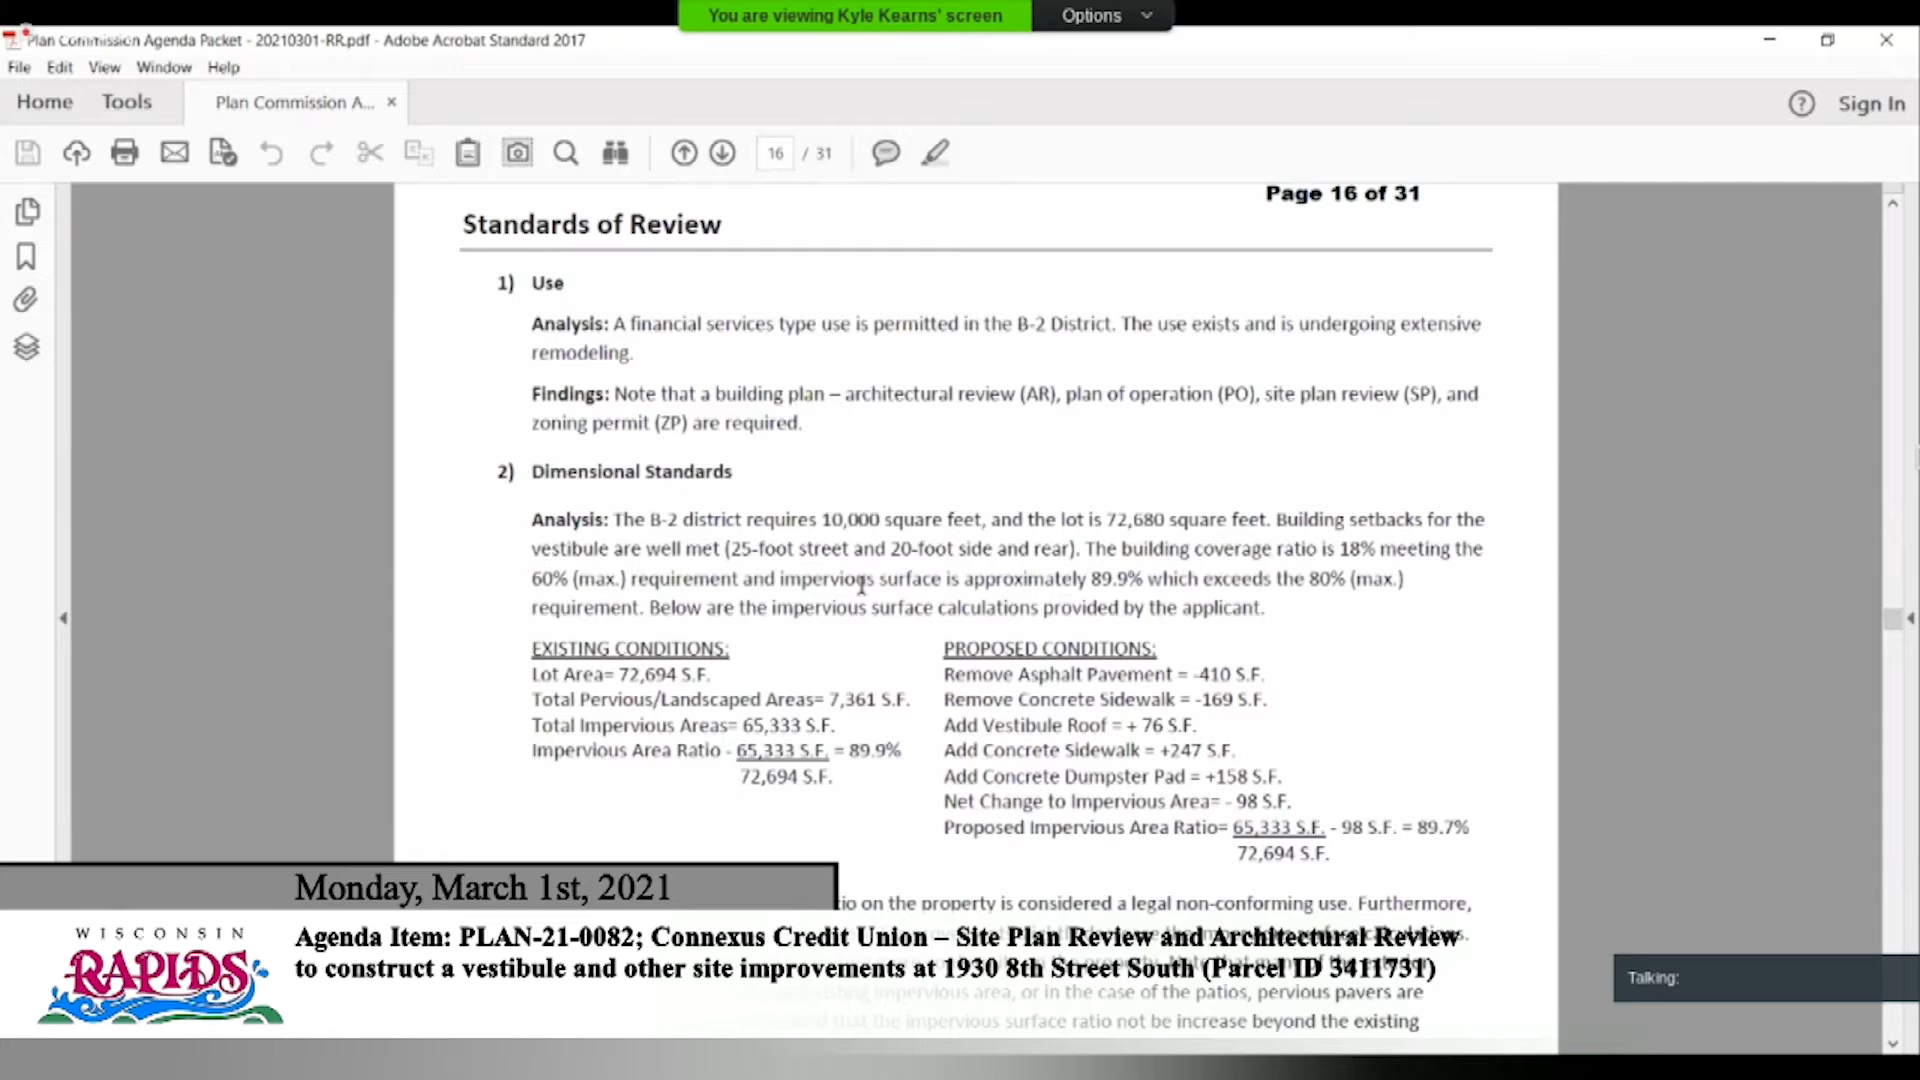 You are viewing Kyle Kearns' screen Options
Plan Commission Agenda Packet - 20210301-RR.pdf - Adobe Acrobat Standard 2017
File Edit View Window Help
Home Tools Plan Commission A... × Sign In
16 / 31
Page 16 of 31
Standards of Review
1) Use
Analysis: A financial services type use is permitted in the B-2 District. The use exists and is undergoing extensive
remodeling.
Findings: Note that a building plan – architectural review (AR), plan of operation (PO), site plan review (SP), and
zoning permit (ZP) are required.
2) Dimensional Standards
Analysis: The B-2 district requires 10,000 square feet, and the lot is 72,680 square feet. Building setbacks for the
vestibule are well met (25-foot street and 20-foot side and rear). The building coverage ratio is 18% meeting the
60% (max.) requirement and impervious surface is approximately 89.9% which exceeds the 80% (max.)
requirement. Below are the impervious surface calculations provided by the applicant.
EXISTING CONDITIONS:
Lot Area= 72,694 S.F.
Total Pervious/Landscaped Areas= 7,361 S.F.
Total Impervious Areas= 65,333 S.F.
Impervious Area Ratio - 65,333 S.F. = 89.9%
72,694 S.F.
PROPOSED CONDITIONS:
Remove Asphalt Pavement = -410 S.F.
Remove Concrete Sidewalk = -169 S.F.
Add Vestibule Roof = + 76 S.F.
Add Concrete Sidewalk = +247 S.F.
Add Concrete Dumpster Pad = +158 S.F.
Net Change to Impervious Area= - 98 S.F.
Proposed Impervious Area Ratio= 65,333 S.F. - 98 S.F. = 89.7%
72,694 S.F.
tio on the property is considered a legal non-conforming use. Furthermore,
existing impervious area, or in the case of the patios, pervious pavers are
that the impervious surface ratio not be increase beyond the existing
Monday, March 1st, 2021
WISCONSIN
RAPIDS
Agenda Item: PLAN-21-0082; Connexus Credit Union – Site Plan Review and Architectural Review
to construct a vestibule and other site improvements at 1930 8th Street South (Parcel ID 3411731)
Talking: